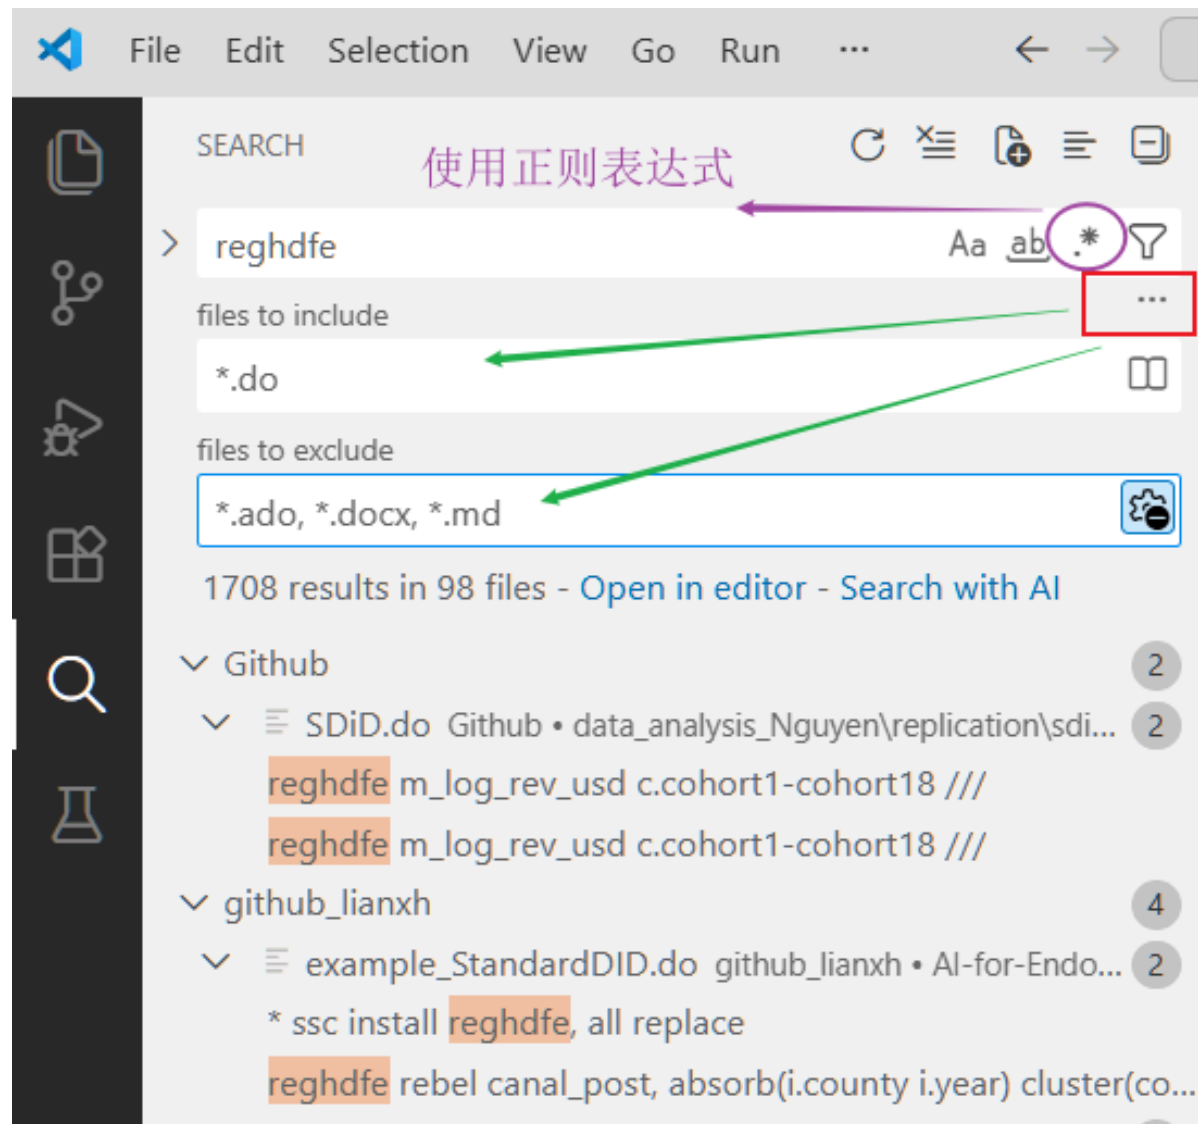 File Edit Selection View Go Run ...
SEARCH
使用正则表达式
reghdfe Aa ab .*
...
files to include
*.do
files to exclude
*.ado, *.docx, *.md
1708 results in 98 files - Open in editor - Search with AI
Github 2
SDiD.do Github • data_analysis_Nguyen\replication\sdi... 2
reghdfe m_log_rev_usd c.cohort1-cohort18 ///
reghdfe m_log_rev_usd c.cohort1-cohort18 ///
github_lianxh 4
example_StandardDID.do github_lianxh • AI-for-Endo... 2
* ssc install reghdfe, all replace
reghdfe rebel canal_post, absorb(i.county i.year) cluster(co...